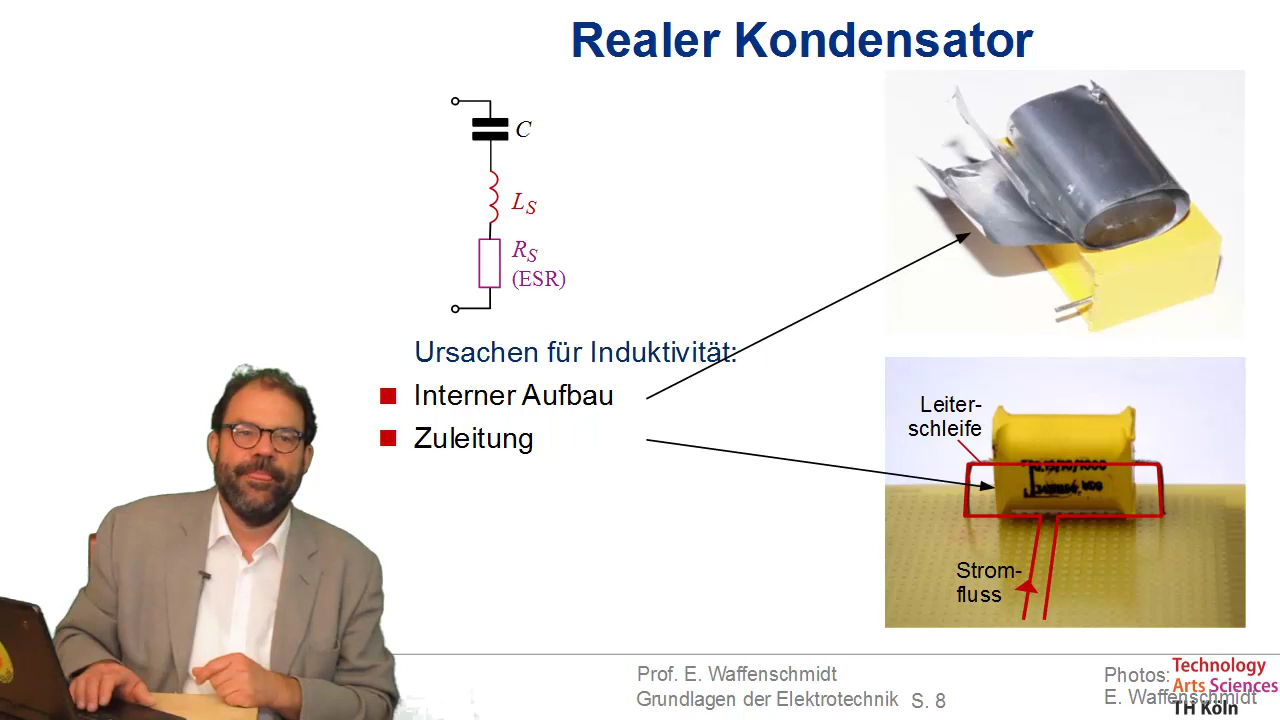 Realer Kondensator
C
L_S
R_S
(ESR)
Ursachen für Induktivität:
Interner Aufbau
Zuleitung
Leiter-
schleife
Strom-
fluss
Prof. E. Waffenschmidt
Grundlagen der Elektrotechnik S. 8
Photos:
E. Waffenschmidt
Technology
Arts Sciences
TH Köln